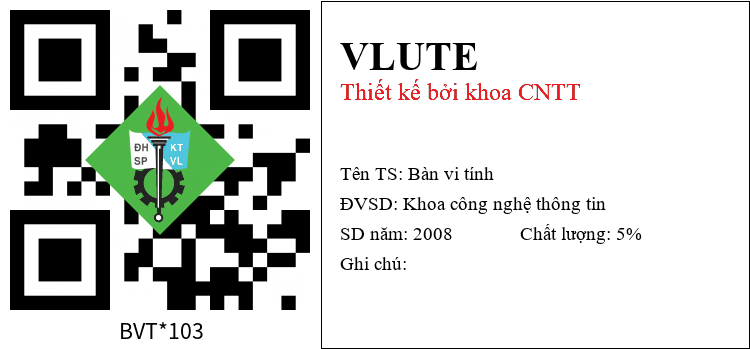 ĐH KT
SP VL
BVT*103
VLUTE
Thiết kế bởi khoa CNTT
Tên TS: Bàn vi tính
ĐVSD: Khoa công nghệ thông tin
SD năm: 2008 Chất lượng: 5%
Ghi chú: